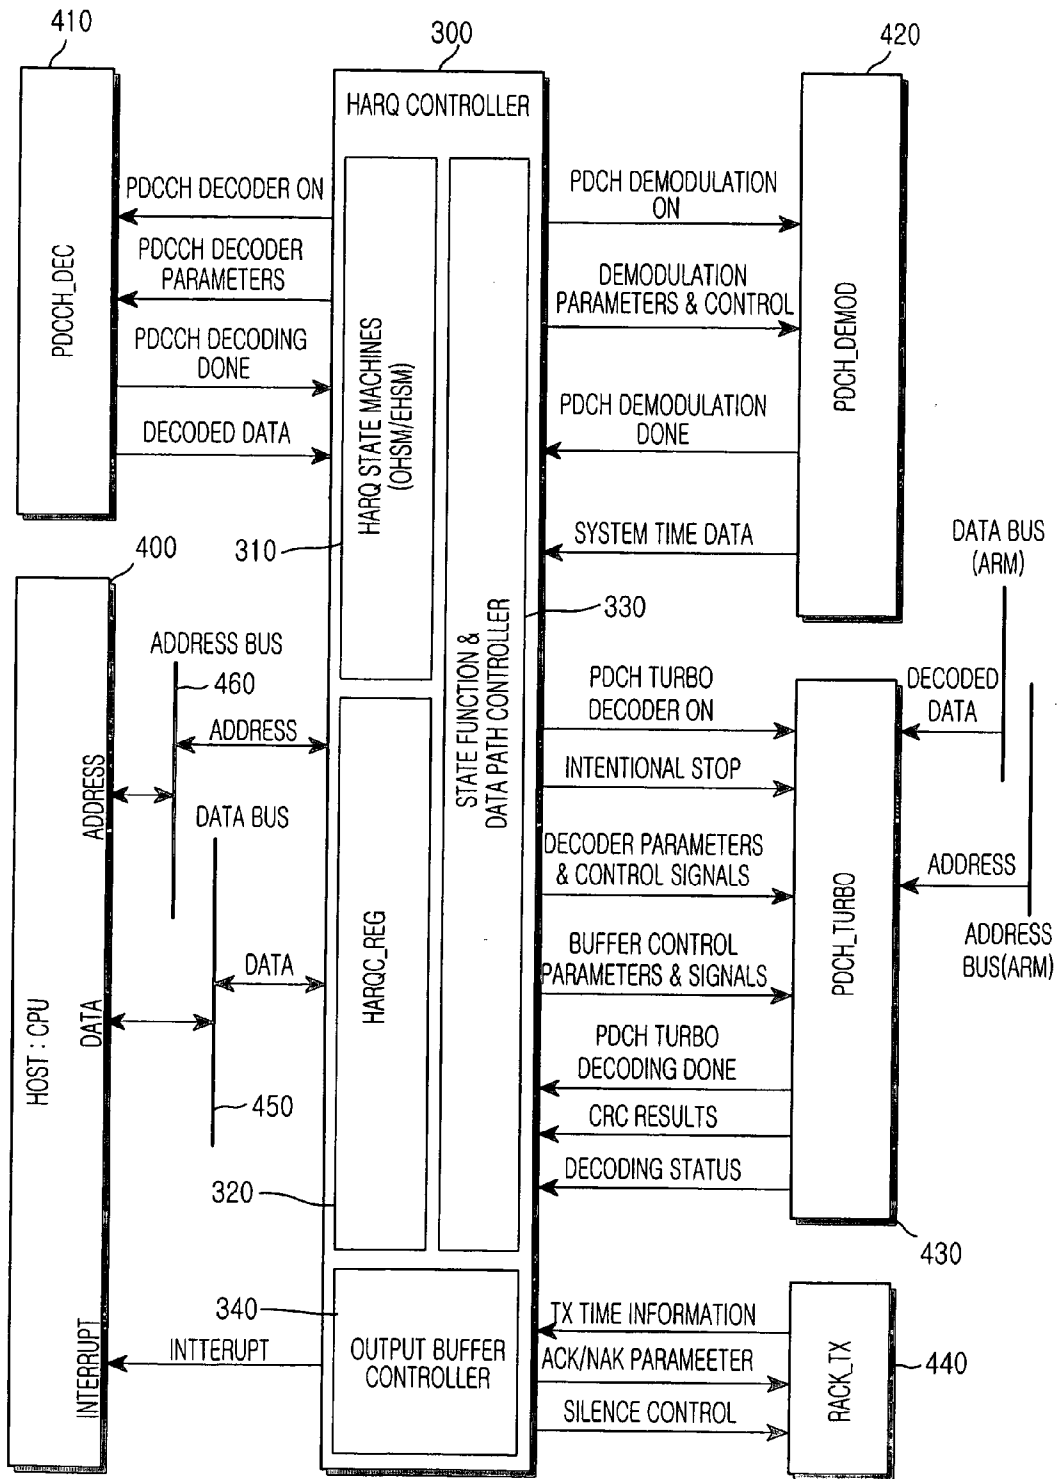 410
300
420
HARQ CONTROLLER
PDCCH_DEC
PDCCH DECODER ON
PDCCH DECODER
PARAMETERS
PDCCH DECODING
DONE
DECODED DATA
HARQ STATE MACHINES
(OHSM/EHSM)
310
STATE FUNCTION &
DATA PATH CONTROLLER
330
PDCH DEMODULATION
ON
DEMODULATION
PARAMETERS & CONTROL
PDCH DEMODULATION
DONE
SYSTEM TIME DATA
PDCH_DEMOD
DATA BUS
(ARM)
400
HOST : CPU
ADDRESS BUS
460
ADDRESS
ADDRESS
DATA BUS
DATA
DATA
450
HARQC_REG
320
PDCH TURBO
DECODER ON
INTENTIONAL STOP
DECODER PARAMETERS
& CONTROL SIGNALS
BUFFER CONTROL
PARAMETERS & SIGNALS
PDCH TURBO
DECODING DONE
CRC RESULTS
DECODING STATUS
PDCH_TURBO
DECODED
DATA
ADDRESS
ADDRESS
BUS(ARM)
430
340
OUTPUT BUFFER
CONTROLLER
INTERRUPT
INTTERUPT
TX TIME INFORMATION
ACK/NAK PARAMEETER
SILENCE CONTROL
RACK_TX
440